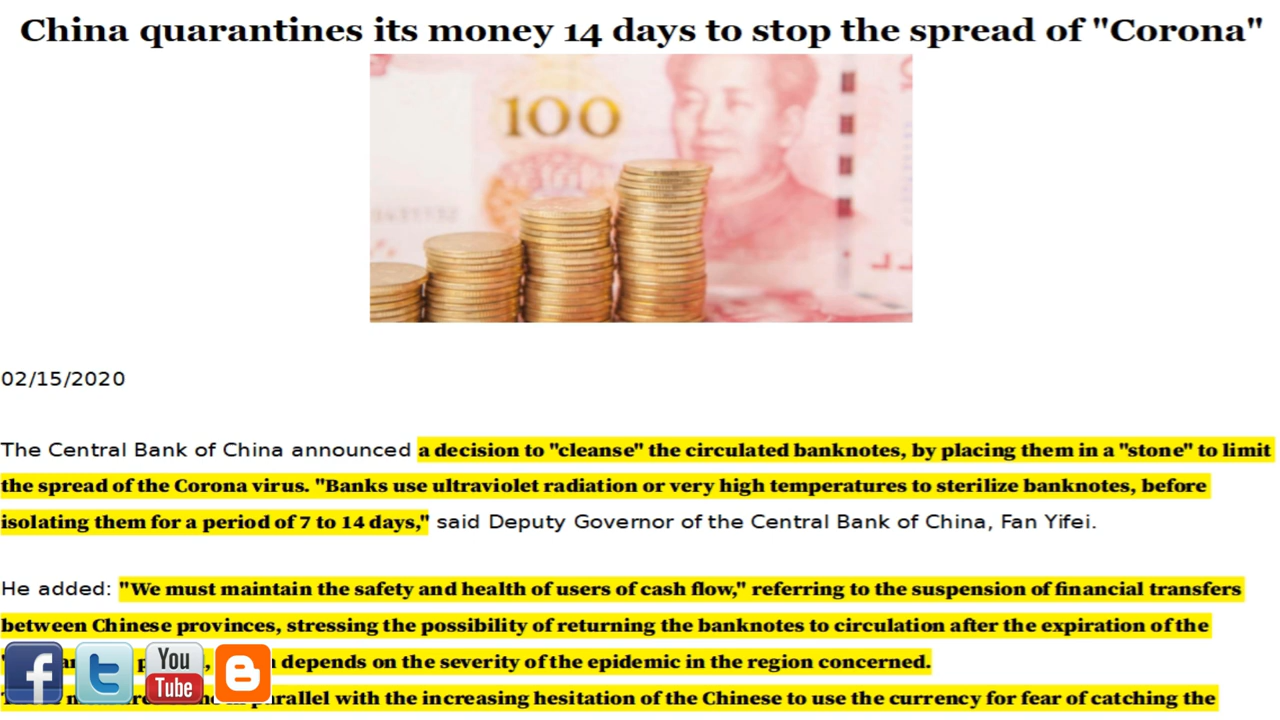 China quarantines its money 14 days to stop the spread of "Corona"
100
02/15/2020
The Central Bank of China announced a decision to "cleanse" the circulated banknotes, by placing them in a "stone" to limit
the spread of the Corona virus. "Banks use ultraviolet radiation or very high temperatures to sterilize banknotes, before
isolating them for a period of 7 to 14 days," said Deputy Governor of the Central Bank of China, Fan Yifei.
He added: "We must maintain the safety and health of users of cash flow," referring to the suspension of financial transfers
between Chinese provinces, stressing the possibility of returning the banknotes to circulation after the expiration of the
depends on the severity of the epidemic in the region concerned.
parallel with the increasing hesitation of the Chinese to use the currency for fear of catching the
You
Tube